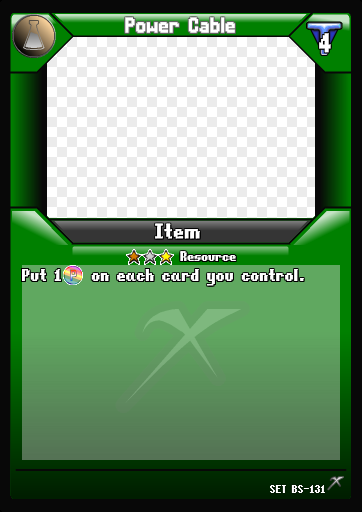 Power Cable
4
Item
Resource
Put 1 on each card you control.
SET BS-131